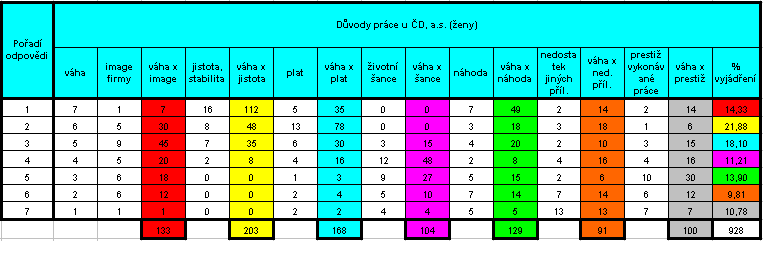 Důvody práce u ČD, a.s. (ženy)
Pořadí odpovědí váha image firmy váha x image jistota, stabilita váha x jistota plat váha x plat životní šance váha x šance náhoda váha x náhoda nedosta tek jiných příl. váha x ned. příl. prestiž vykonáv ané práce váha x prestiž % vyjádření
1 7 1 7 16 112 5 35 0 0 7 49 2 14 2 14 14,33
2 6 5 30 8 48 13 78 0 0 3 18 3 18 1 6 21,88
3 5 9 45 7 35 6 30 3 15 4 20 2 10 3 15 18,10
4 4 5 20 2 8 4 16 12 48 2 8 4 16 4 16 11,21
5 3 6 18 0 0 1 3 9 27 5 15 2 6 10 30 13,90
6 2 6 12 0 0 2 4 5 10 7 14 7 14 6 12 9,81
7 1 1 1 0 0 2 2 4 4 5 5 13 13 7 7 10,78
133 203 168 104 129 91 100 928